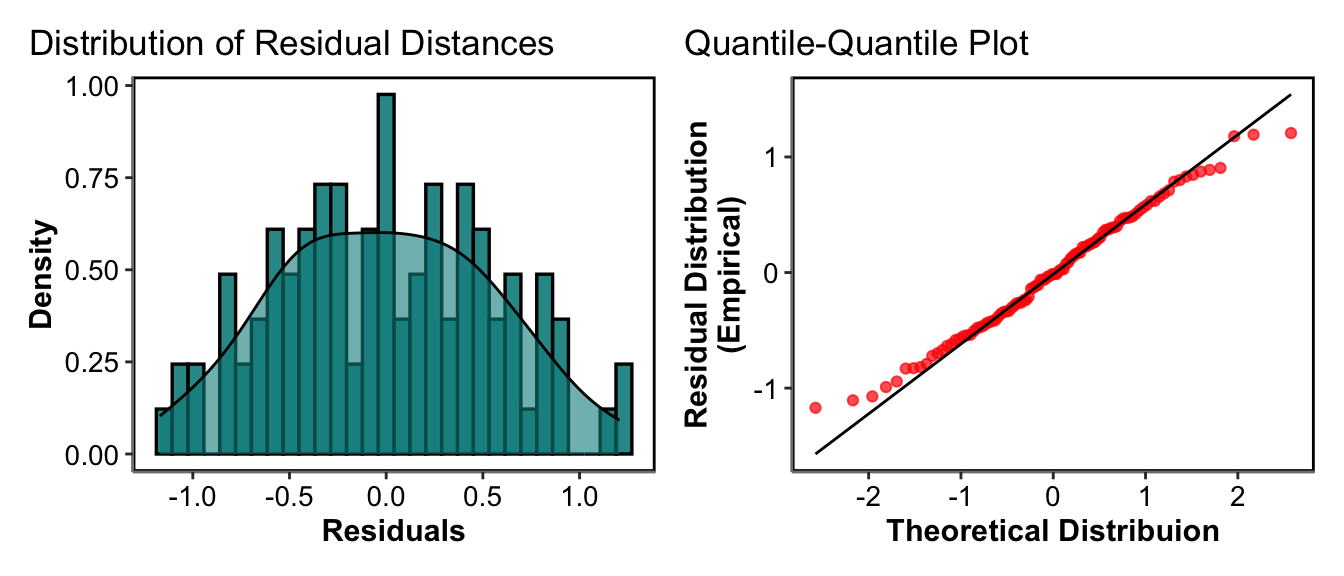 Distribution of Residual Distances
Quantile-Quantile Plot
1.00
0.75
0.50
0.25
0.00
Density
-1.0 -0.5 0.0 0.5 1.0
Residuals
Residual Distribution
(Empirical)
1
0
-1
-2 -1 0 1 2
Theoretical Distribuion